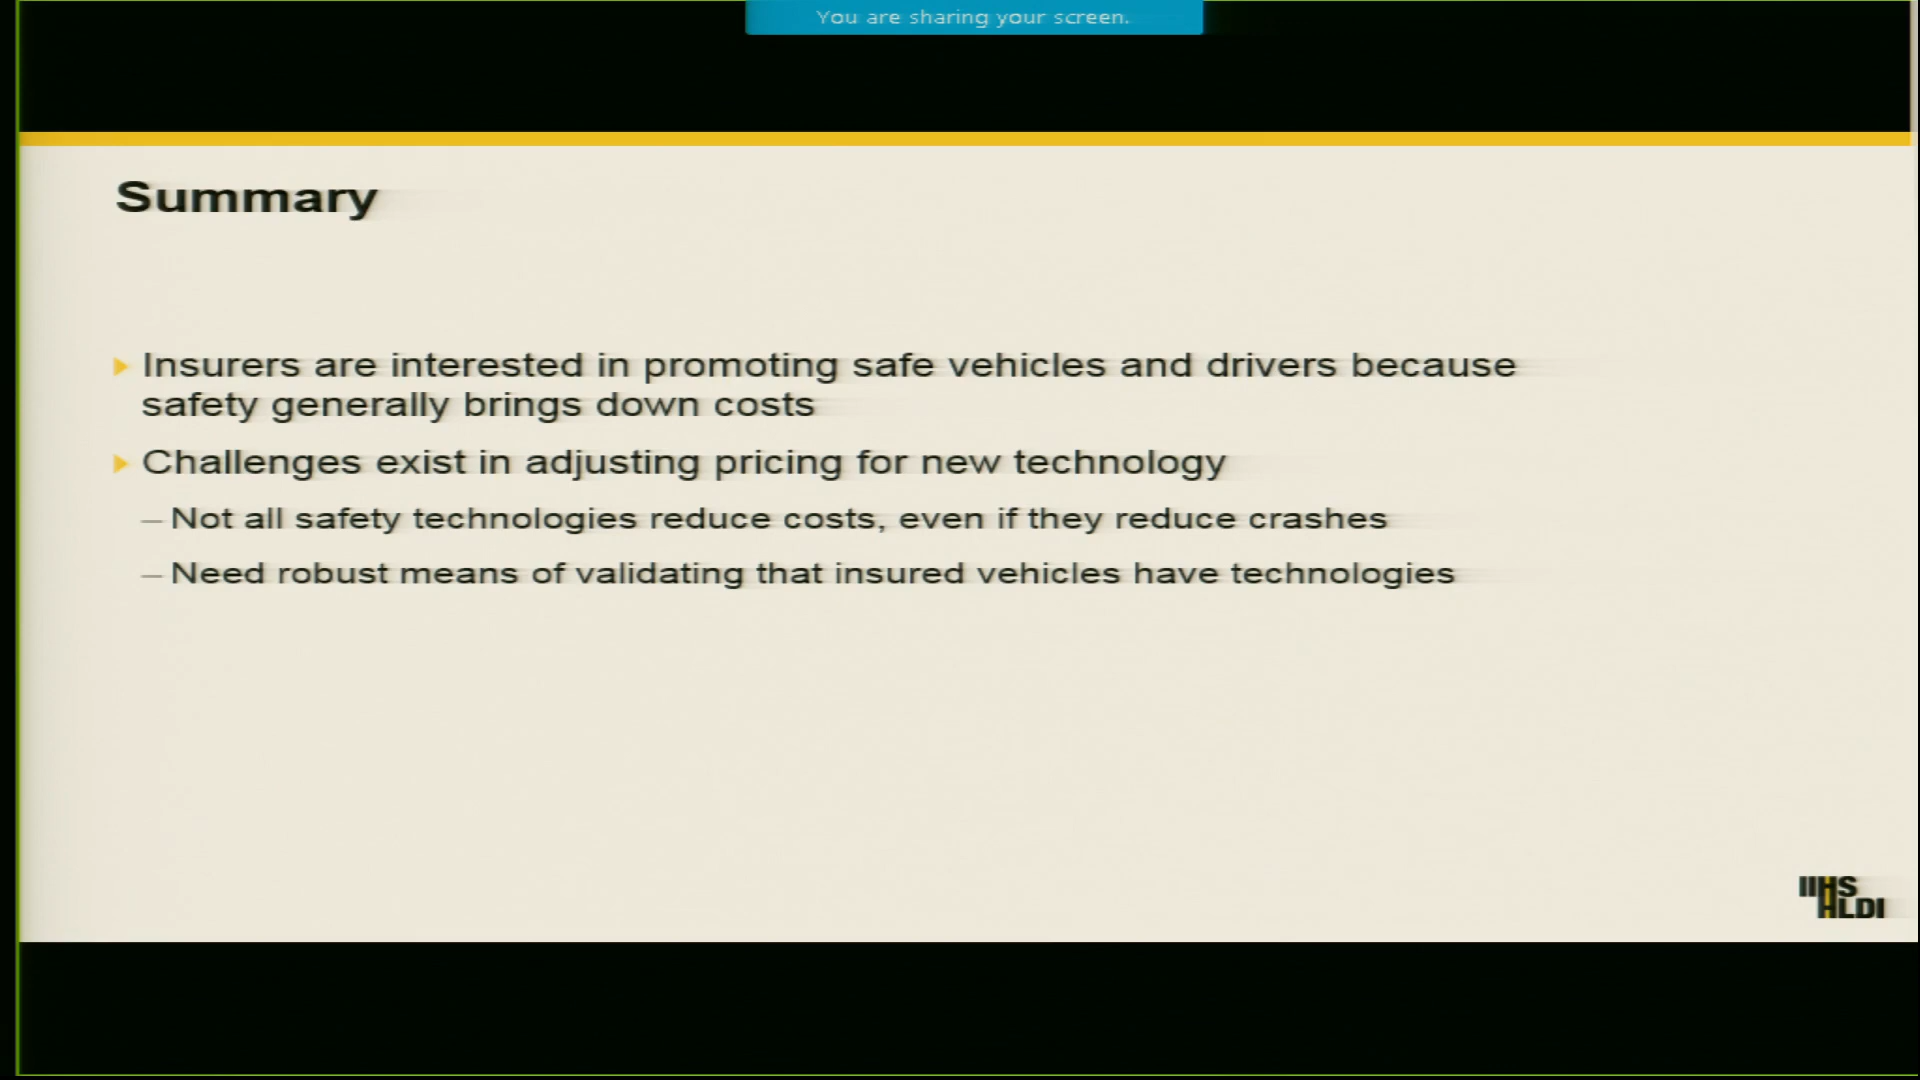 You are sharing your screen.
Summary
Insurers are interested in promoting safe vehicles and drivers because
safety generally brings down costs
Challenges exist in adjusting pricing for new technology
– Not all safety technologies reduce costs, even if they reduce crashes
– Need robust means of validating that insured vehicles have technologies
IIHS
HLDI